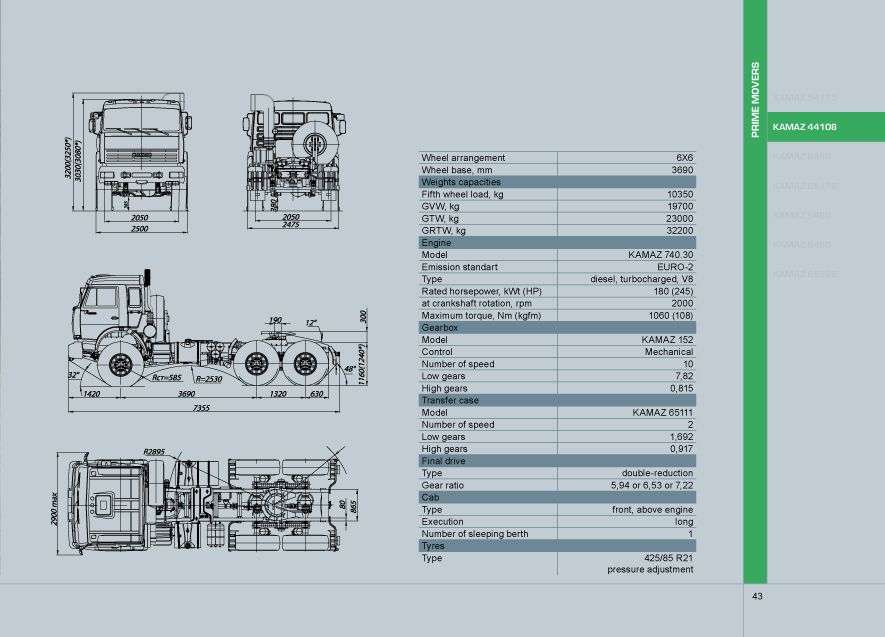 PRIME MOVERS
KAMAZ 54115
KAMAZ 44108
KAMAZ 6460
KAMAZ 65116
KAMAZ 5460
KAMAZ 6460
KAMAZ 65225
3200(3250*)
3030(3080*)
2050
2500
390
2050
2475
190
12°
300
1160(1240*)
32°
Rст=585
R=2530
48°
1420
3690
1320
630
7355
R2895
2900 max
80
865
Wheel arrangement 6X6
Wheel base, mm 3690
Weights capacities
Fifth wheel load, kg 10350
GVW, kg 19700
GTW, kg 23000
GRTW, kg 32200
Engine
Model KAMAZ 740.30
Emission standart EURO-2
Type diesel, turbocharged, V8
Rated horsepower, kWt (HP) 180 (245)
at crankshaft rotation, rpm 2000
Maximum torque, Nm (kgfm) 1060 (108)
Gearbox
Model KAMAZ 152
Control Mechanical
Number of speed 10
Low gears 7,82
High gears 0,815
Transfer case
Model KAMAZ 65111
Number of speed 2
Low gears 1,692
High gears 0,917
Final drive
Type double-reduction
Gear ratio 5,94 or 6,53 or 7,22
Cab
Type front, above engine
Execution long
Number of sleeping berth 1
Tyres
Type 425/85 R21
pressure adjustment
43